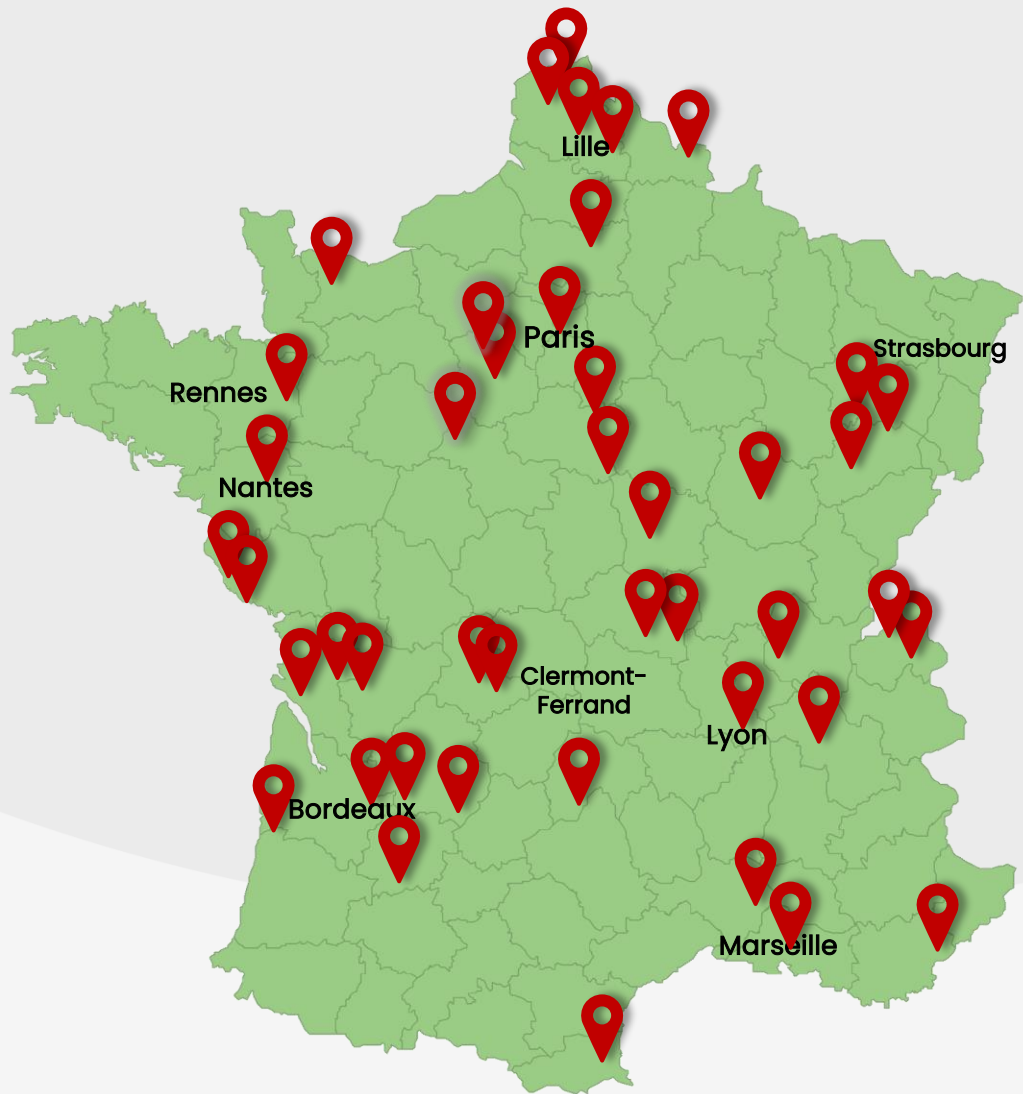 Lille
Paris
Strasbourg
Rennes
Nantes
Clermont-
Ferrand
Lyon
Bordeaux
Marseille